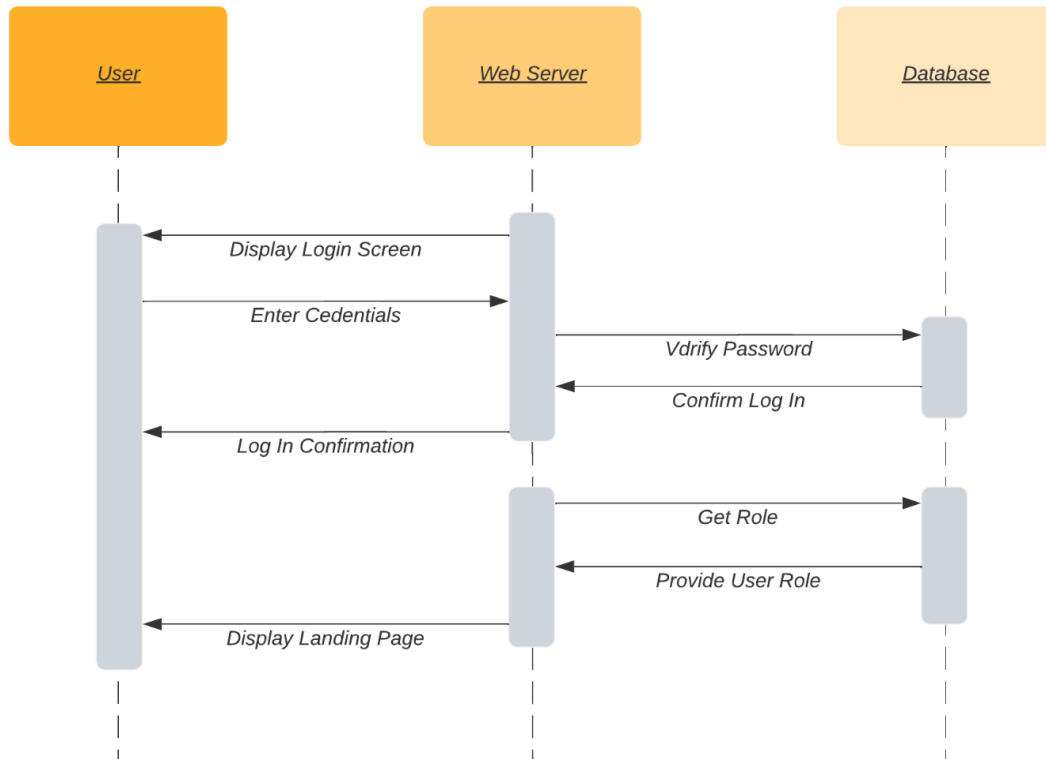 User
Web Server
Database
Display Login Screen
Enter Cedentials
Vdrify Password
Confirm Log In
Log In Confirmation
Get Role
Provide User Role
Display Landing Page